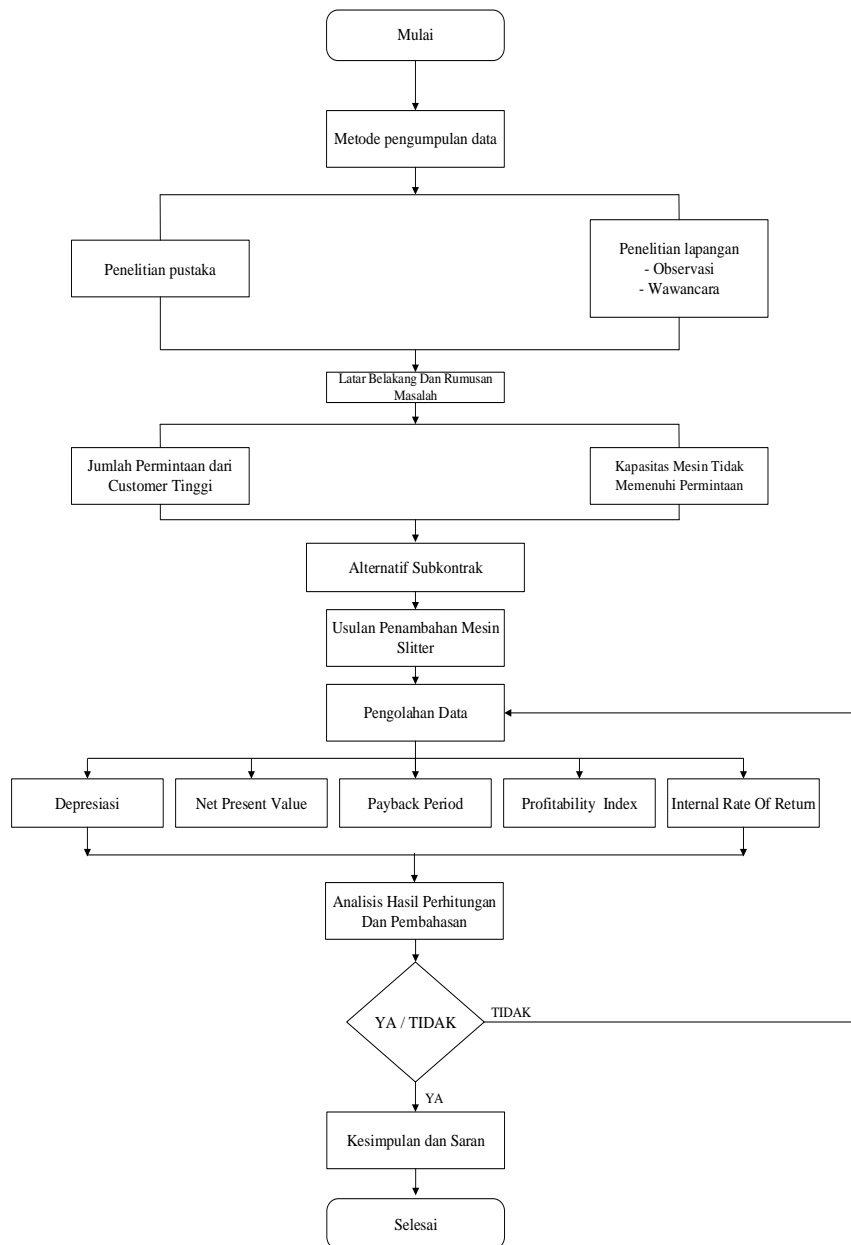 Mulai
Metode pengumpulan data
Penelitian pustaka
Penelitian lapangan
- Observasi
- Wawancara
Latar Belakang Dan Rumusan
Masalah
Jumlah Permintaan dari
Customer Tinggi
Kapasitas Mesin Tidak
Memenuhi Permintaan
Alternatif Subkontrak
Usulan Penambahan Mesin
Slitter
Pengolahan Data
Depresiasi
Net Present Value
Payback Period
Profitability Index
Internal Rate Of Return
Analisis Hasil Perhitungan
Dan Pembahasan
YA / TIDAK
TIDAK
YA
Kesimpulan dan Saran
Selesai